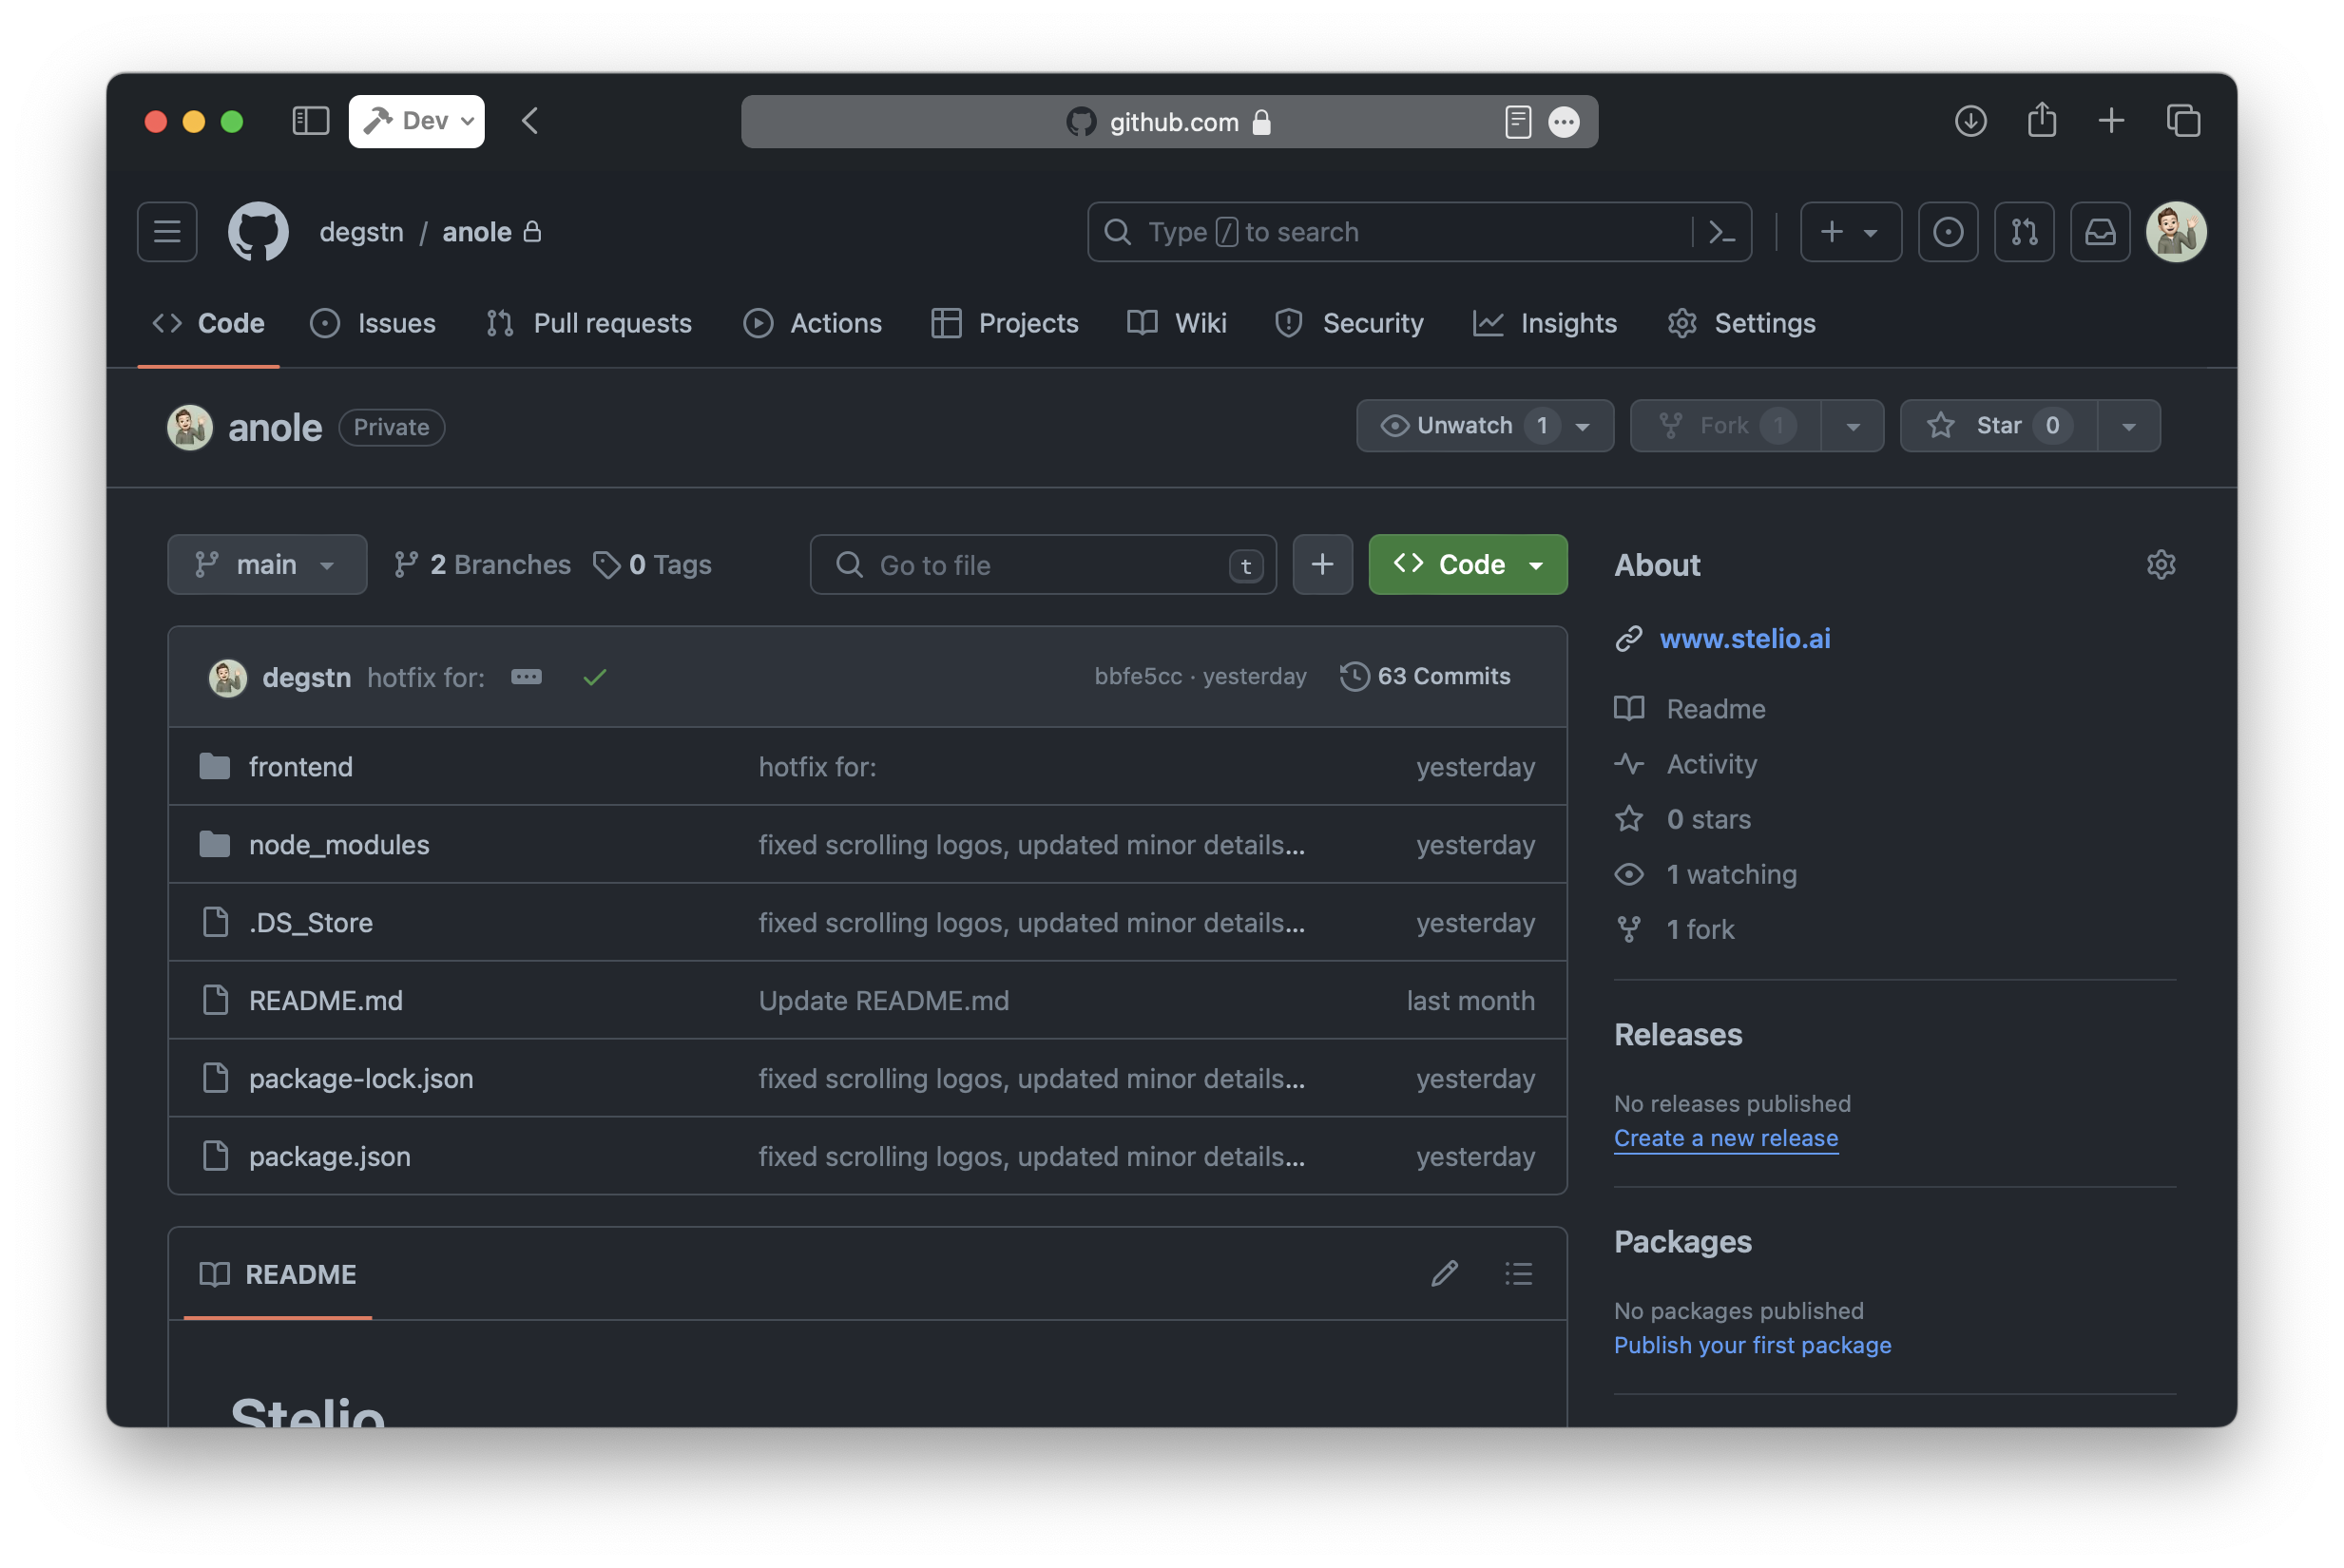 Dev
github.com
degstn / anole
Type / to search
Code Issues Pull requests Actions Projects Wiki Security Insights Settings
anole Private
Unwatch 1 Fork 1 Star 0
main 2 Branches 0 Tags
Go to file t
Code
degstn hotfix for: bbfe5cc · yesterday 63 Commits
frontend hotfix for: yesterday
node_modules fixed scrolling logos, updated minor details... yesterday
.DS_Store fixed scrolling logos, updated minor details... yesterday
README.md Update README.md last month
package-lock.json fixed scrolling logos, updated minor details... yesterday
package.json fixed scrolling logos, updated minor details... yesterday
README
Stelio
About
www.stelio.ai
Readme
Activity
0 stars
1 watching
1 fork
Releases
No releases published
Create a new release
Packages
No packages published
Publish your first package